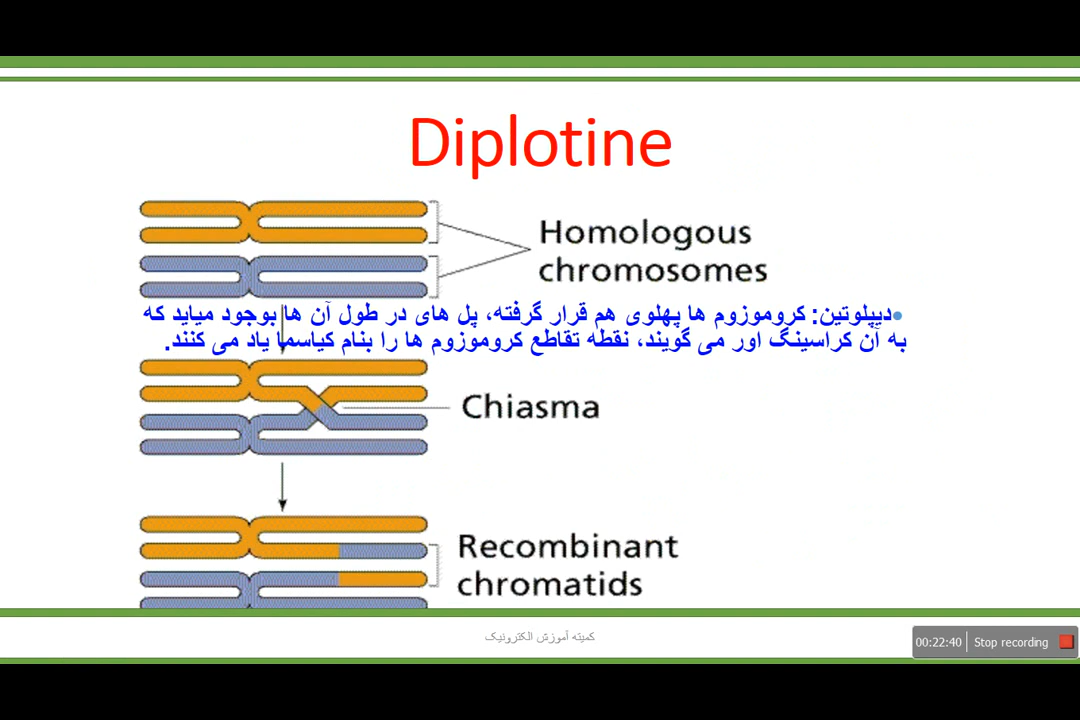 Diplotine
Homologous
chromosomes
•دیپلوتین: کروموزوم ها پهلوی هم قرار گرفته، پل های در طول آن ها بوجود میاید که
به آن کراسینگ اور می گویند، نقطه تقاطع کروموزوم ها را بنام کیاسما یاد می کنند.
Chiasma
Recombinant
chromatids
کمیته آموزش الکترونیک
00:22:40 Stop recording